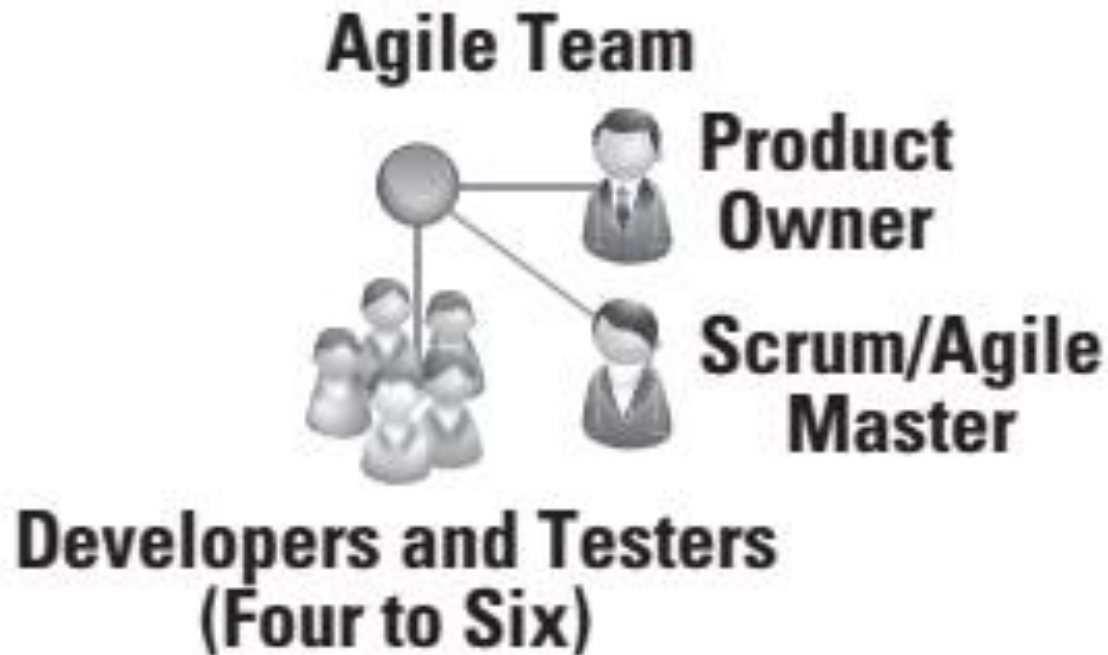 Agile Team
Product
Owner
Scrum/Agile
Master
Developers and Testers
(Four to Six)